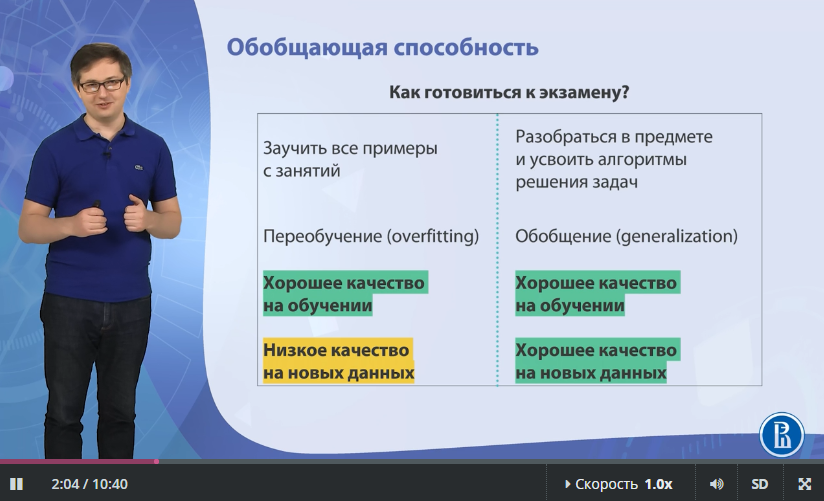 Обобщающая способность
Как готовиться к экзамену?
Заучить все примеры
с занятий
Разобраться в предмете
и усвоить алгоритмы
решения задач
Переобучение (overfitting)
Обобщение (generalization)
Хорошее качество
на обучении
Хорошее качество
на обучении
Низкое качество
на новых данных
Хорошее качество
на новых данных
2:04 / 10:40
Скорость 1.0x
SD